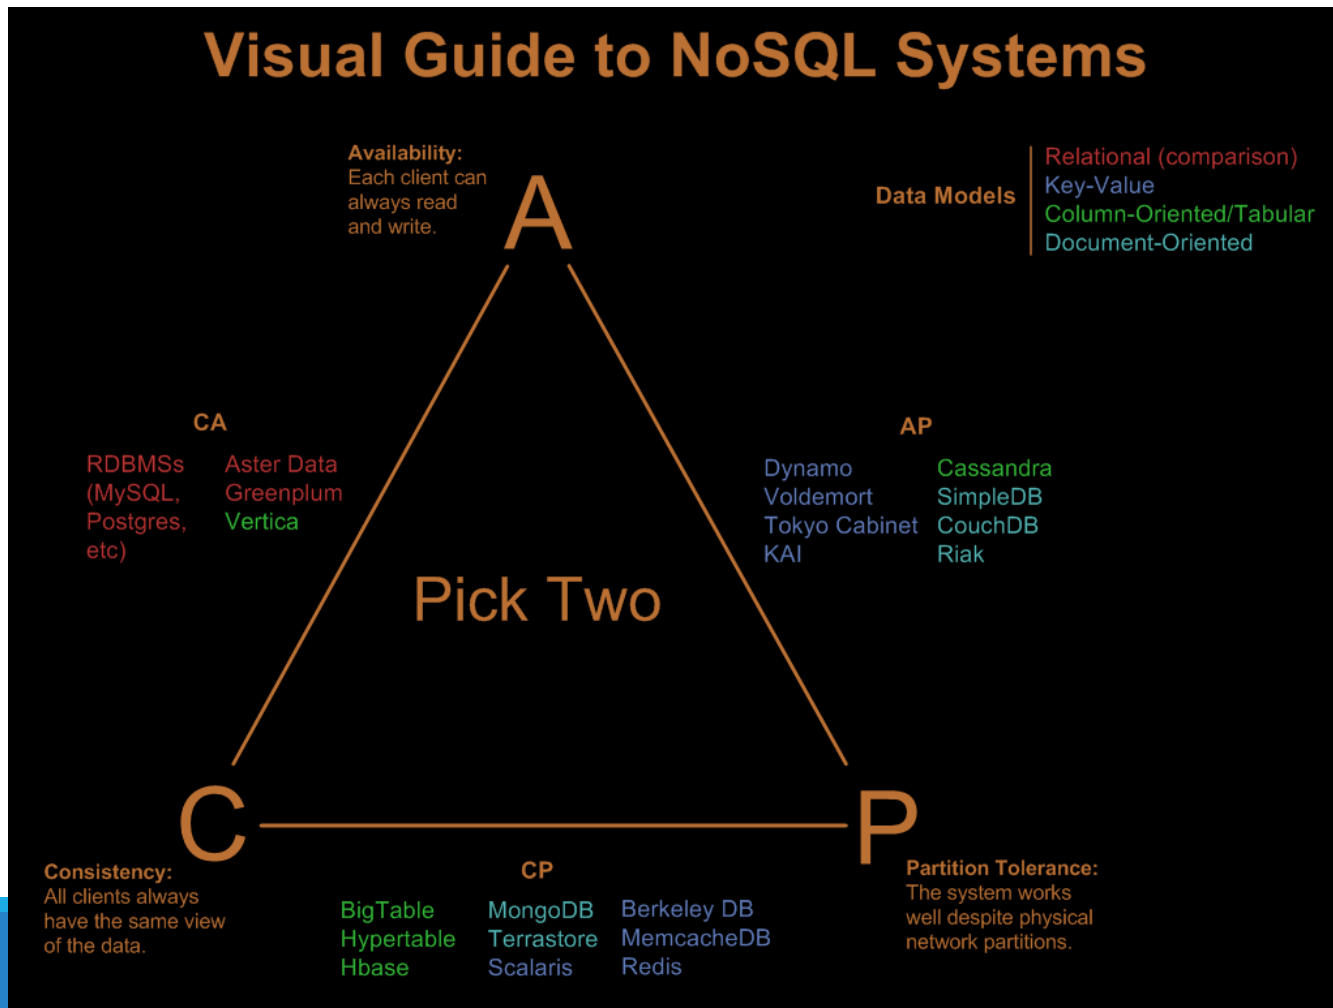 Visual Guide to NoSQL Systems
Availability:
Each client can
always read
and write.
A
Data Models
Relational (comparison)
Key-Value
Column-Oriented/Tabular
Document-Oriented
CA
RDBMSs
(MySQL,
Postgres,
etc)
Aster Data
Greenplum
Vertica
AP
Dynamo
Voldemort
Tokyo Cabinet
KAI
Cassandra
SimpleDB
CouchDB
Riak
Pick Two
C
P
Consistency:
All clients always
have the same view
of the data.
CP
BigTable
Hypertable
Hbase
MongoDB
Terrastore
Scalaris
Berkeley DB
MemcacheDB
Redis
Partition Tolerance:
The system works
well despite physical
network partitions.